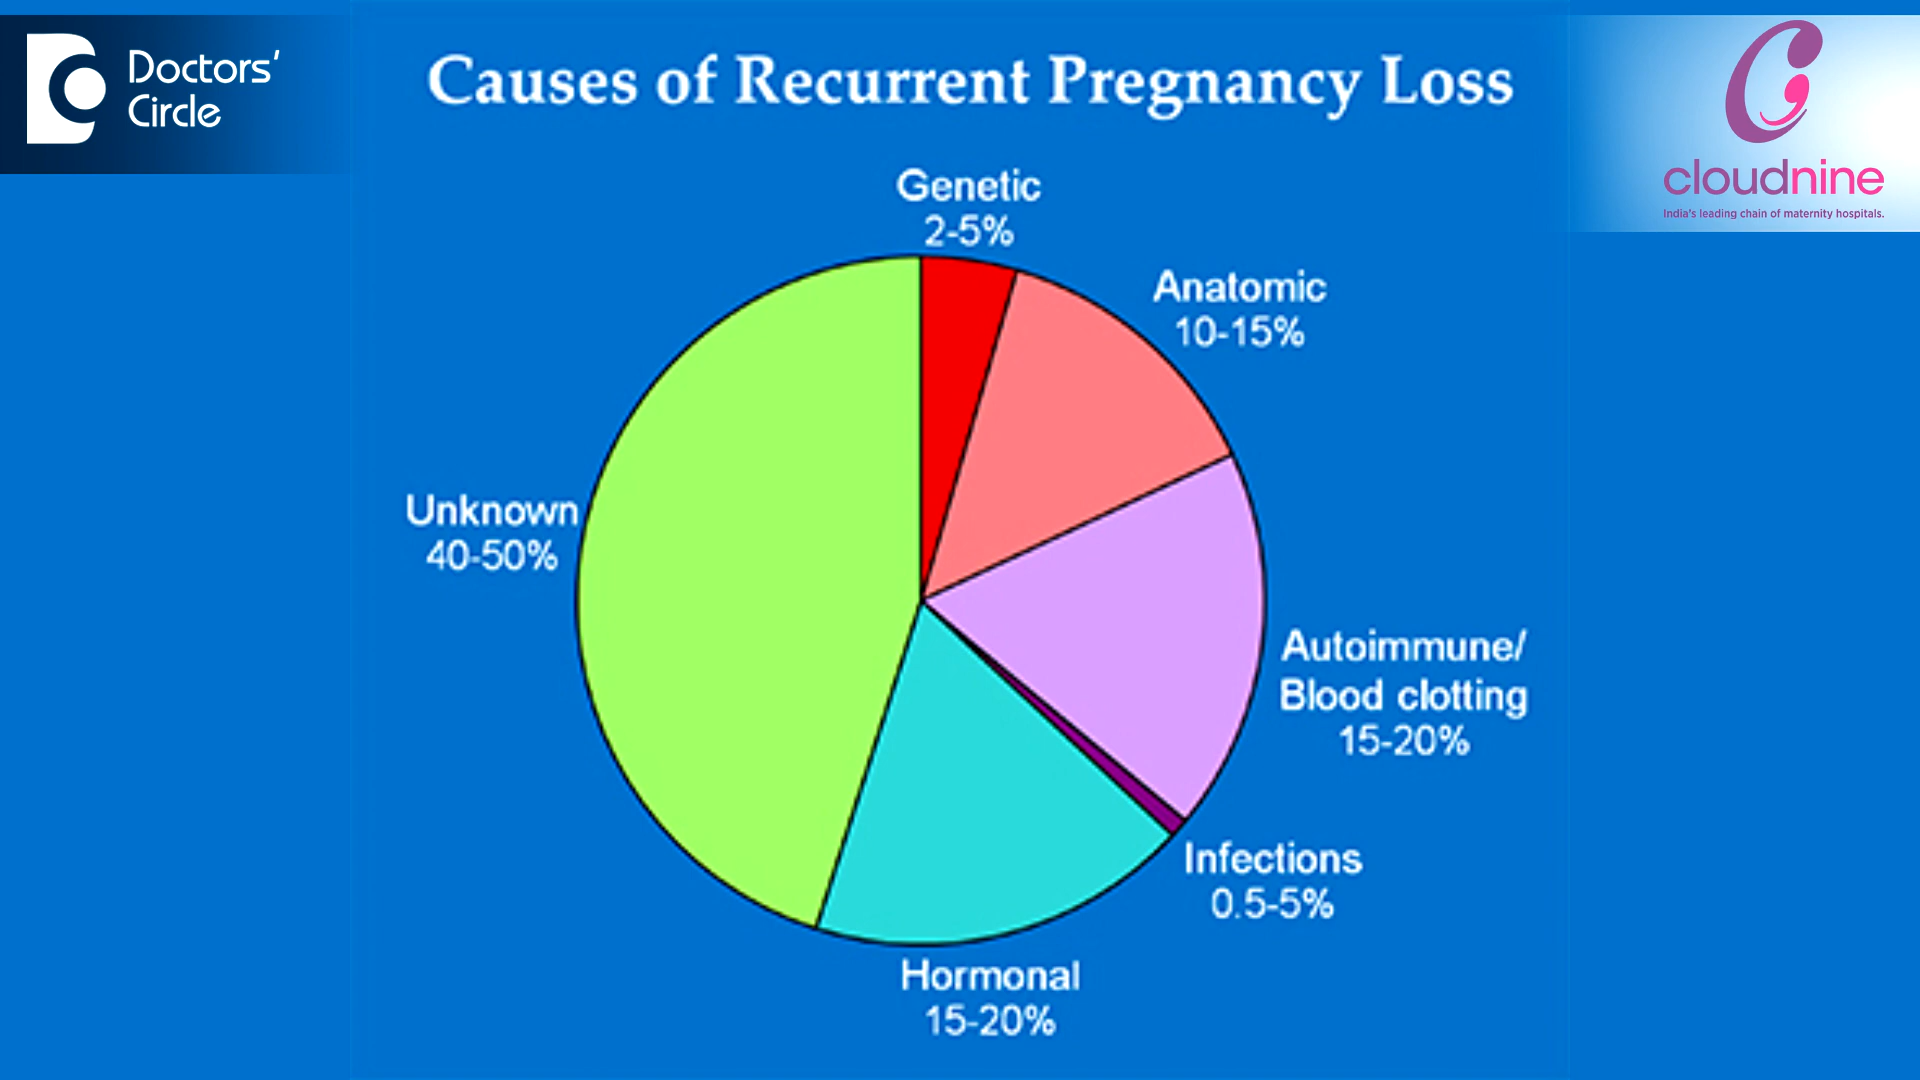 Doctors'
Circle
Causes of Recurrent Pregnancy Loss
cloudnine
India's leading chain of maternity hospitals.
Genetic
2-5%
Anatomic
10-15%
Unknown
40-50%
Autoimmune/
Blood clotting
15-20%
Infections
0.5-5%
Hormonal
15-20%